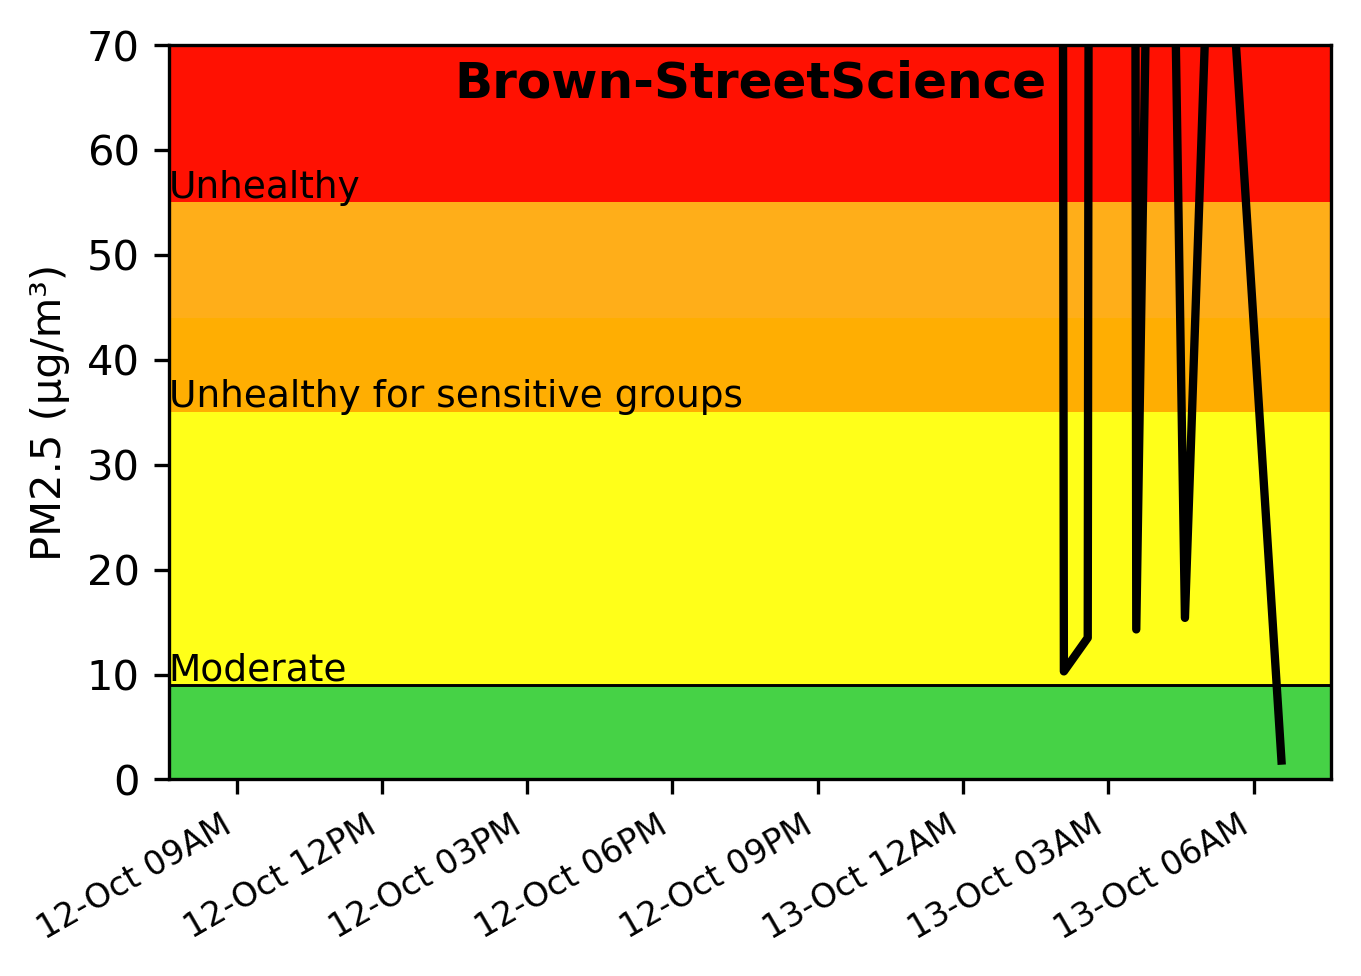 Brown-StreetScience
PM2.5 (µg/m³)
70
60
50
40
30
20
10
0
Unhealthy
Unhealthy for sensitive groups
Moderate
12-Oct 09AM
12-Oct 12PM
12-Oct 03PM
12-Oct 06PM
12-Oct 09PM
13-Oct 12AM
13-Oct 03AM
13-Oct 06AM